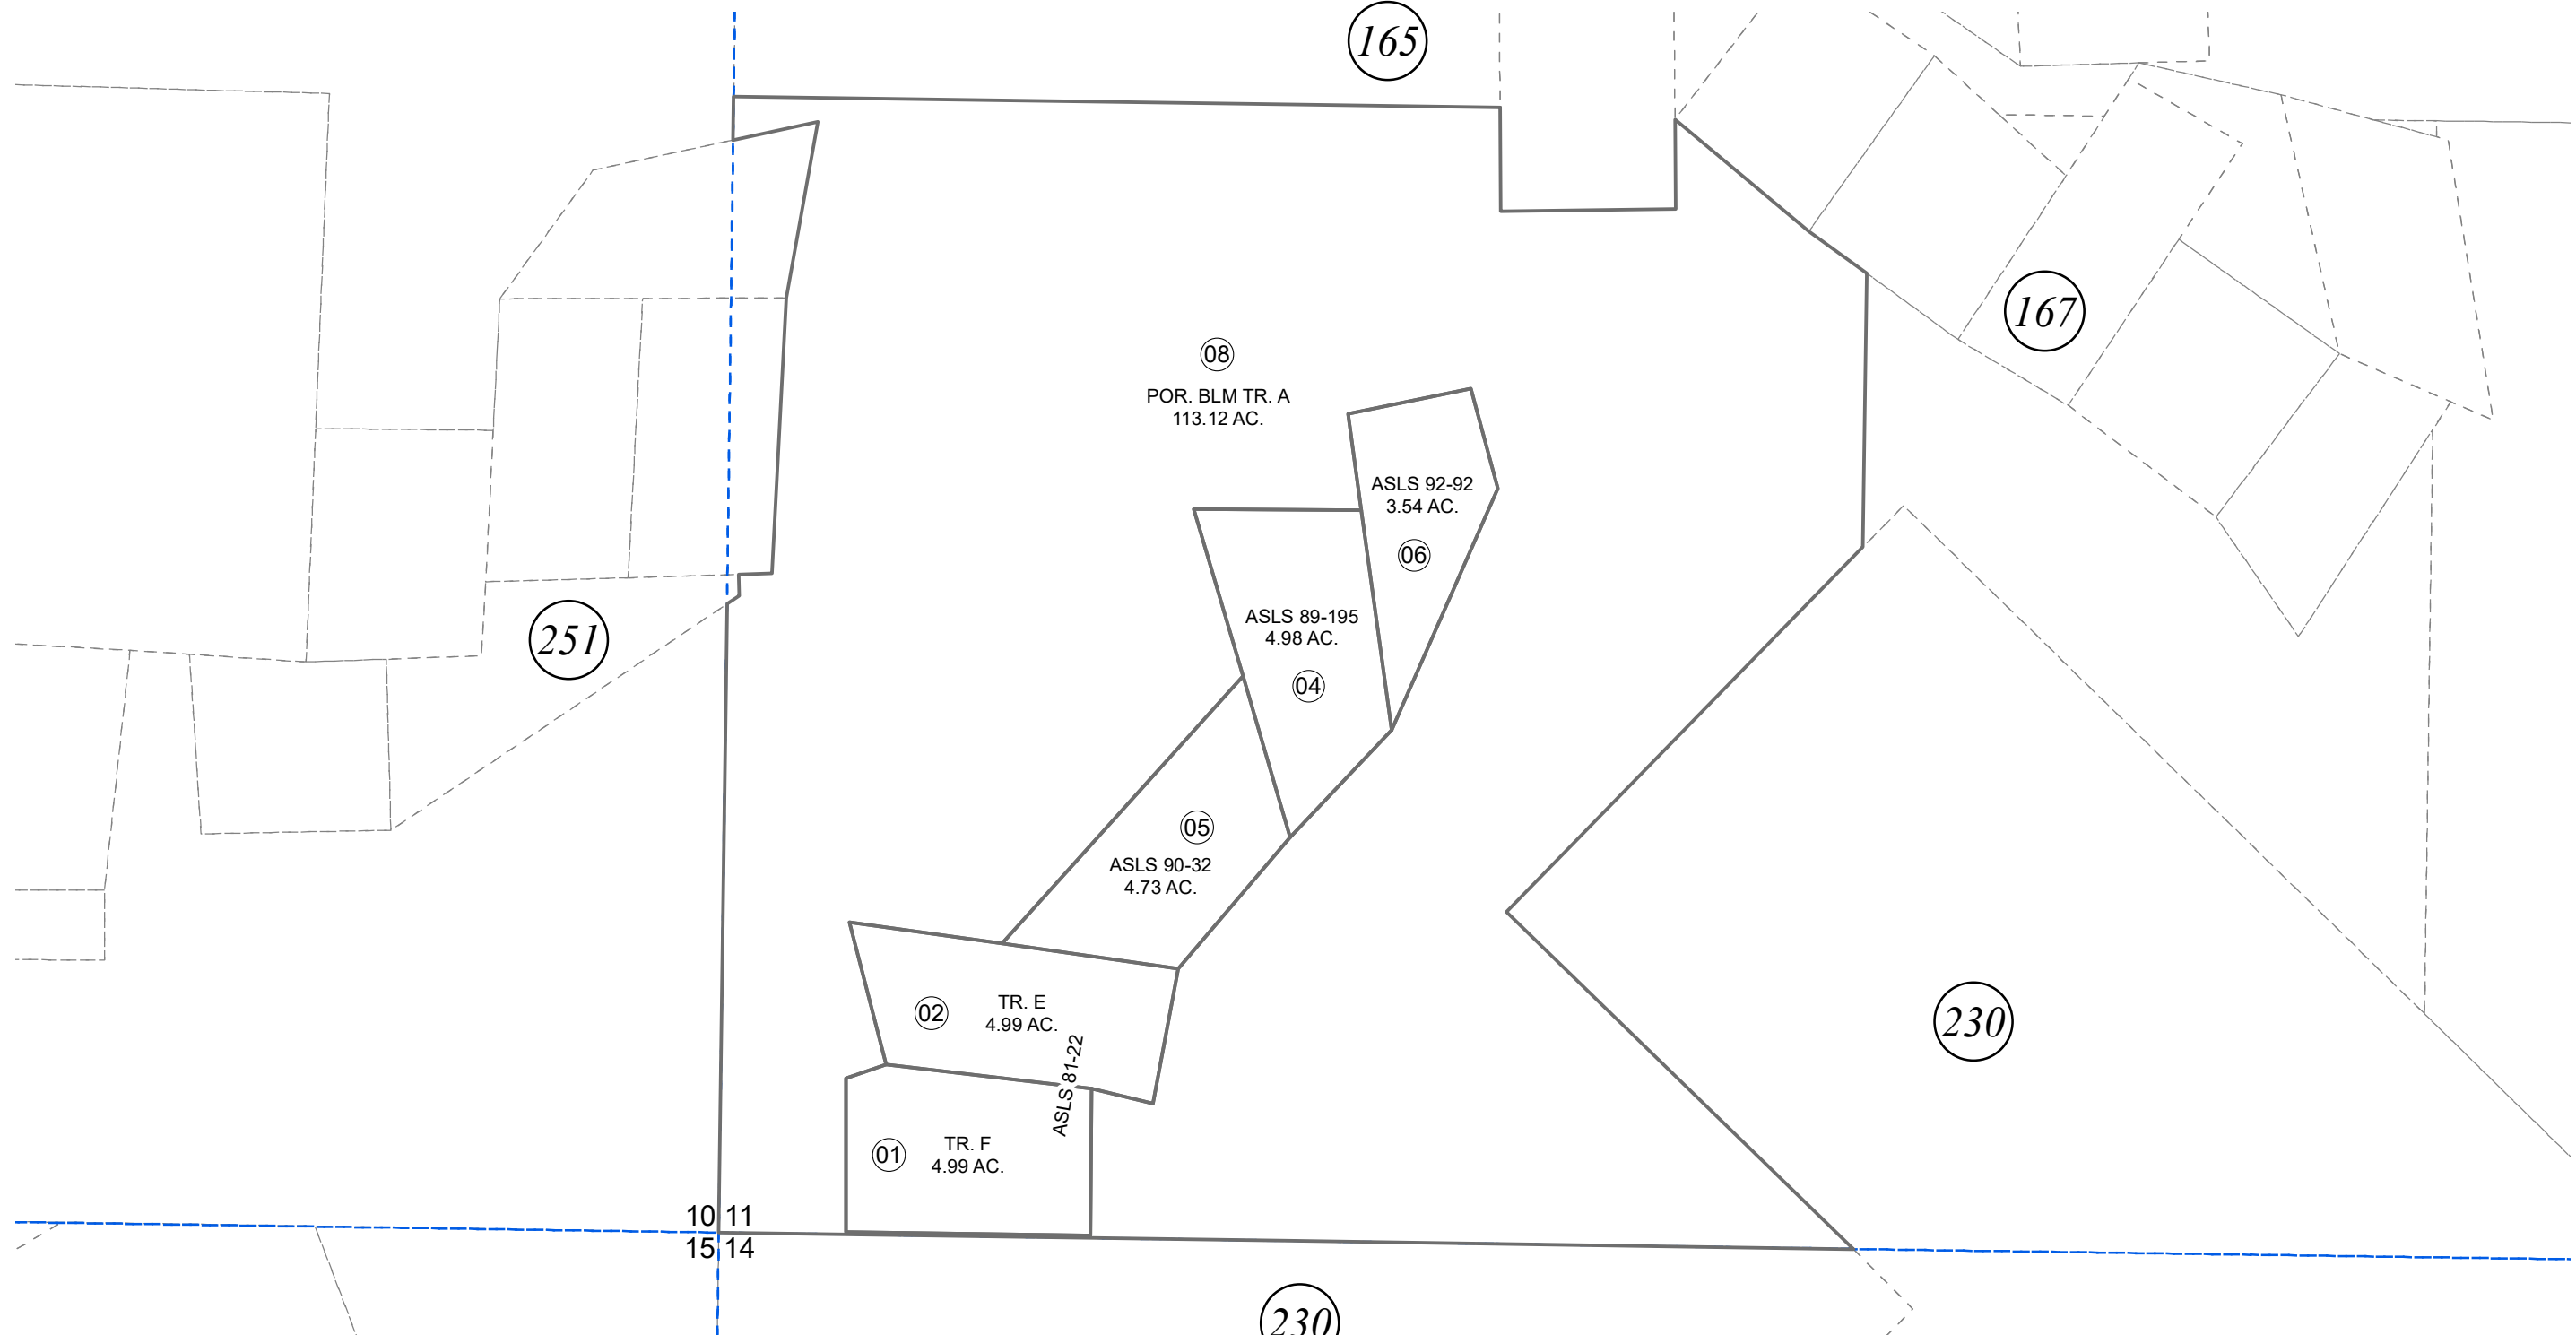 165
167
08
POR. BLM TR. A
113.12 AC.
ASLS 92-92
3.54 AC.
06
ASLS 89-195
4.98 AC.
04
251
05
ASLS 90-32
4.73 AC.
02
TR. E
4.99 AC.
230
ASLS 81-22
01
TR. F
4.99 AC.
10 11
15 14
230